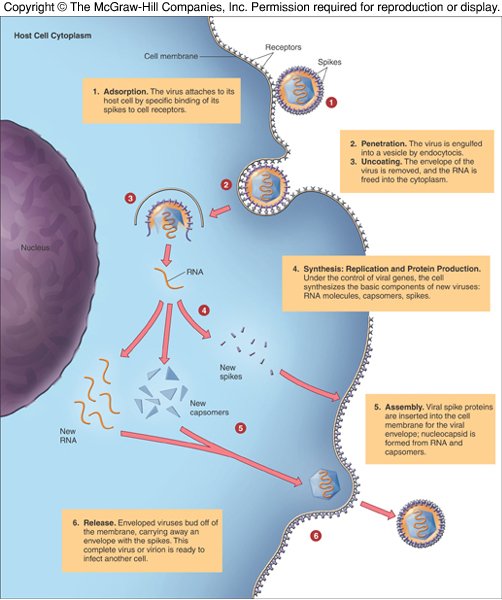 Copyright © The McGraw-Hill Companies, Inc. Permission required for reproduction or display.
Host Cell Cytoplasm
Cell membrane
Receptors
Spikes
1
1. Adsorption. The virus attaches to its
host cell by specific binding of its
spikes to cell receptors.
2. Penetration. The virus is engulfed
into a vesicle by endocytocis.
3. Uncoating. The envelope of the
virus is removed, and the RNA is
freed into the cytoplasm.
2
3
Nucleus
RNA
4. Synthesis: Replication and Protein Production.
Under the control of viral genes, the cell
synthesizes the basic components of new viruses:
RNA molecules, capsomers, spikes.
4
New
spikes
New
capsomers
New
RNA
5
5. Assembly. Viral spike proteins
are inserted into the cell
membrane for the viral
envelope; nucleocapsid is
formed from RNA and
capsomers.
6. Release. Enveloped viruses bud off of
the membrane, carrying away an
envelope with the spikes. This
complete virus or virion is ready to
infect another cell.
6